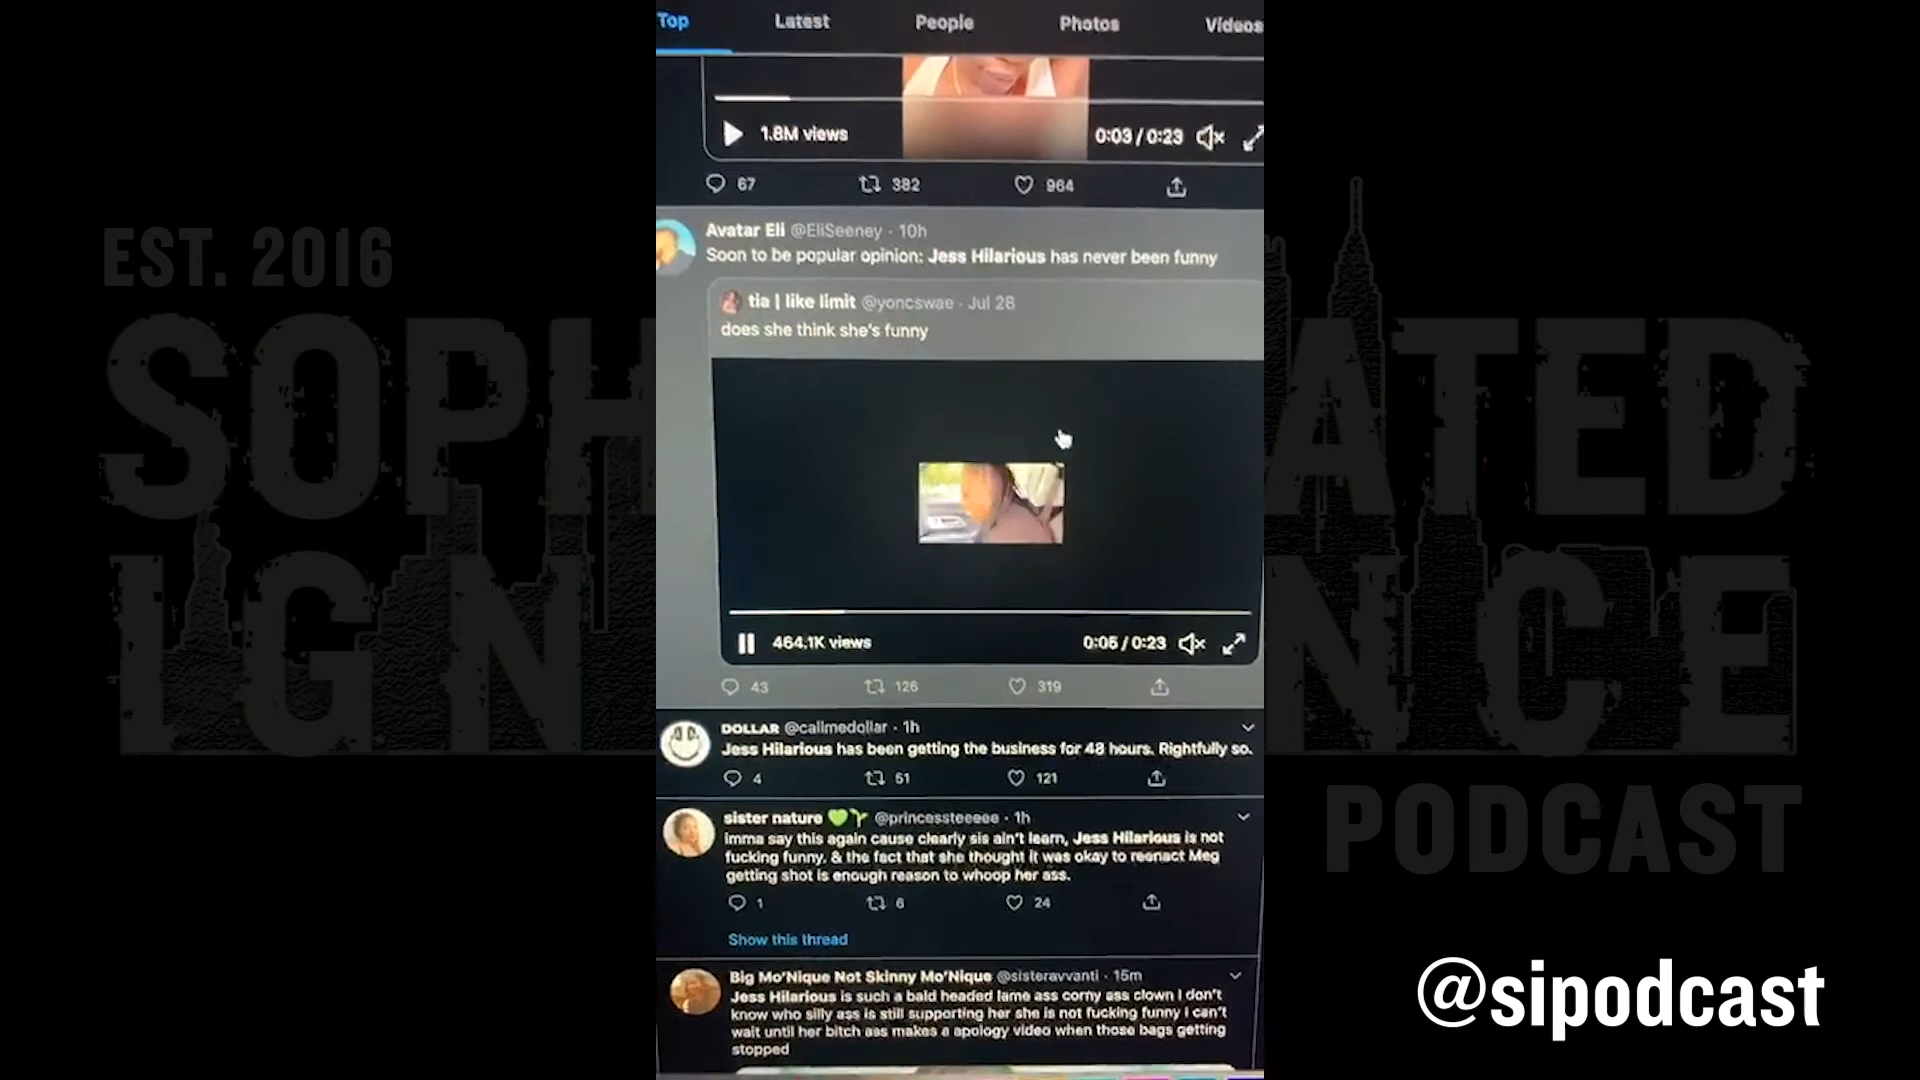 Top Latest People Photos Videos
1.8M views 0:03 / 0:23
67 382 964
EST. 2016
Avatar Eli @EliSeeney · 10h
Soon to be popular opinion: Jess Hilarious has never been funny
tia | like limit @yoncswae · Jul 26
does she think she's funny
SOPH ATED
464.1K views 0:05 / 0:23
IGN NCE
43 126 319
DOLLAR @callmedollar · 1h
Jess Hilarious has been getting the business for 48 hours. Rightfully so.
4 51 121
PODCAST
sister nature @princessteeeee · 1h
Imma say this again cause clearly sis ain't learn, Jess Hilarious is not
fucking funny. & the fact that she thought it was okay to reenact Meg
getting shot is enough reason to whoop her ass.
1 6 24
Show this thread
Big Mo'Nique Not Skinny Mo'Nique @sisteravvanti · 15m
Jess Hilarious is such a bald headed lame ass corny ass clown I don't
know who silly ass is still supporting her she is not fucking funny I can't
wait until her bitch ass makes a apology video when those bags getting
stopped
@sipodcast